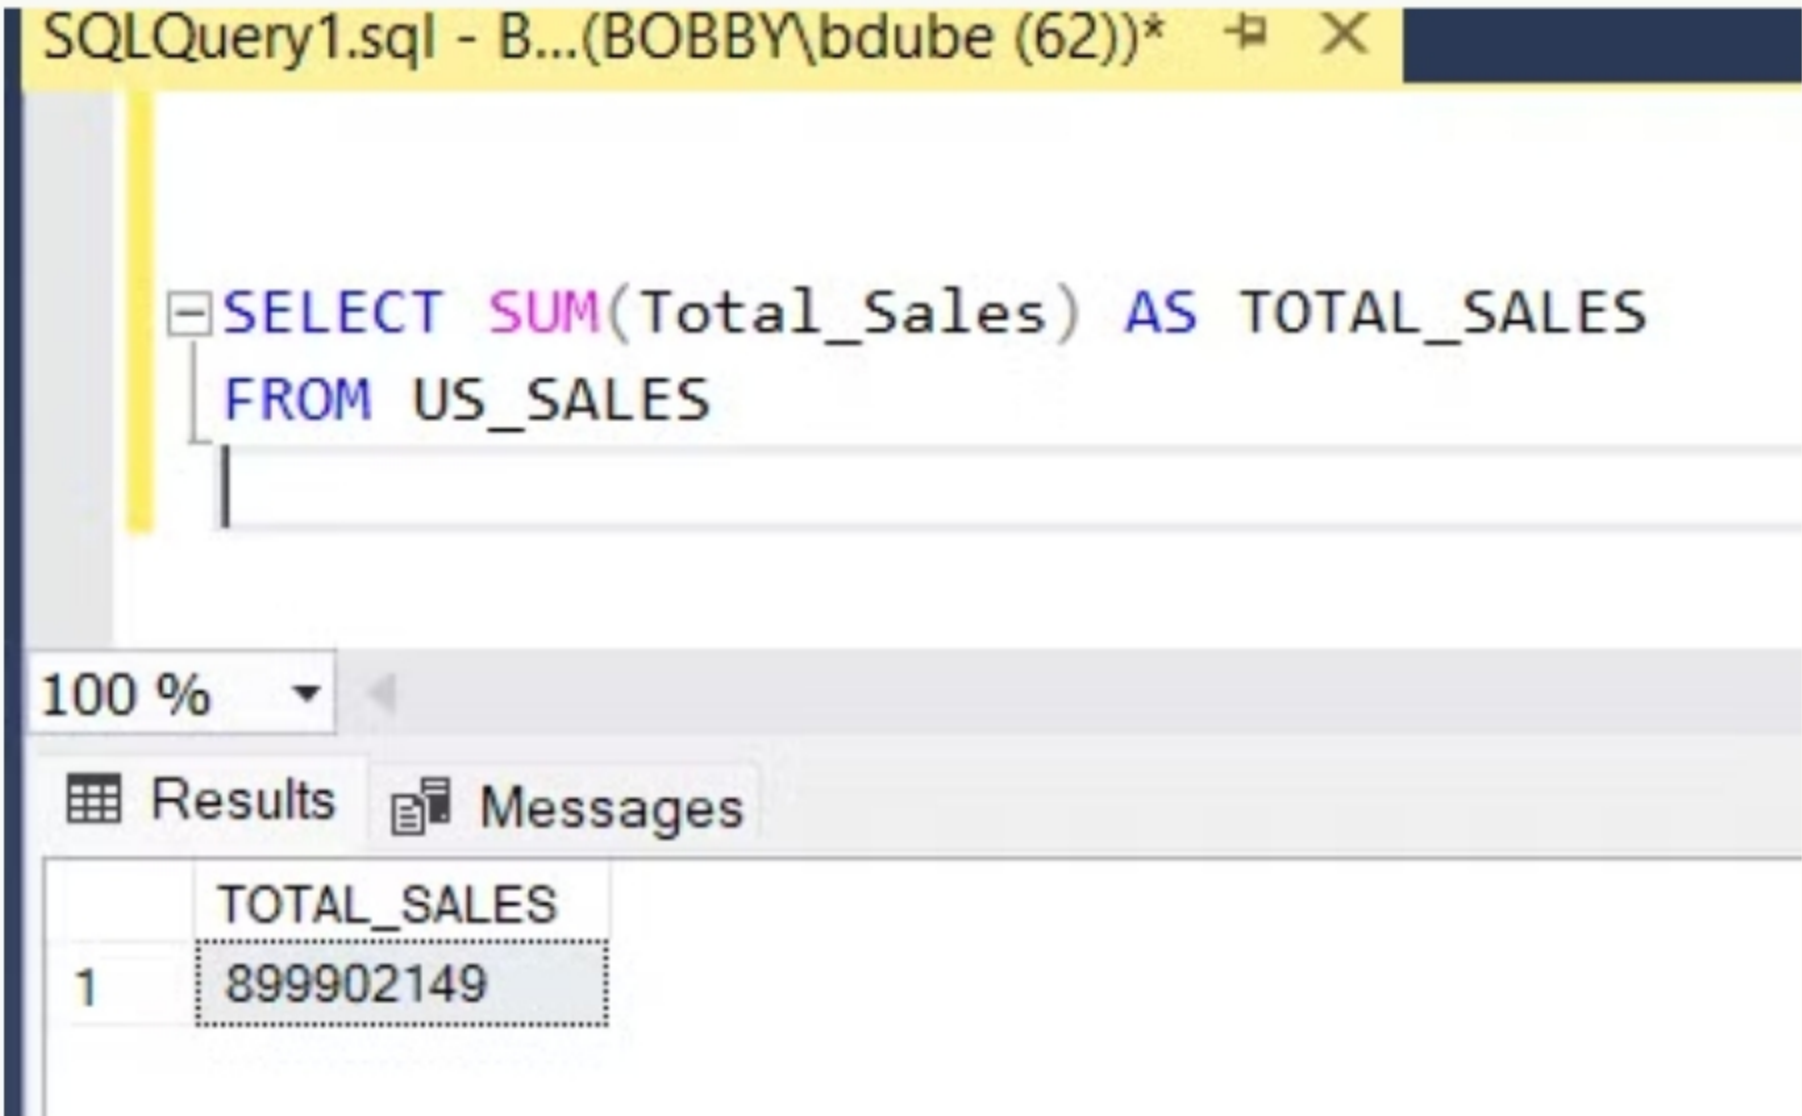 SQLQuery1.sql - B...(BOBBY\bdube (62))*
SELECT SUM(Total_Sales) AS TOTAL_SALES
FROM US_SALES
100 %
Results Messages
TOTAL_SALES
1 899902149